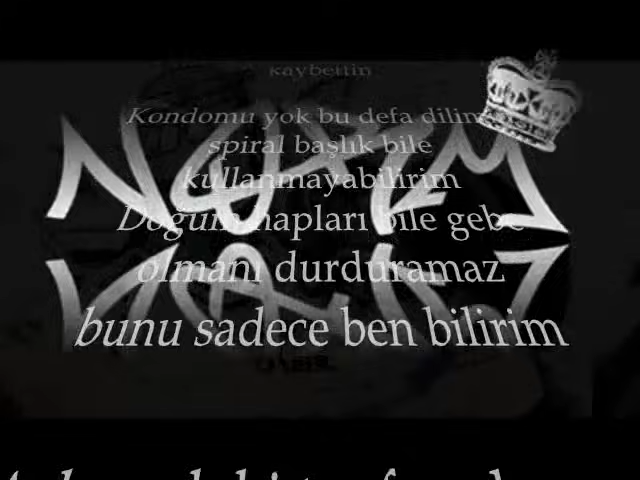 kaybettin
Kondomu yok bu defa dilimin
spiral başlık bile
kullanmayabilirim
Doğum hapları bile gebe
olmanı durduramaz
bunu sadece ben bilirim